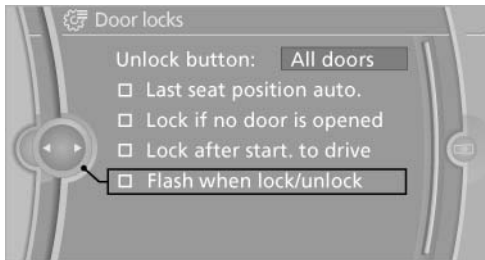 Door locks
Unlock button: All doors
Last seat position auto.
Lock if no door is opened
Lock after start. to drive
Flash when lock/unlock